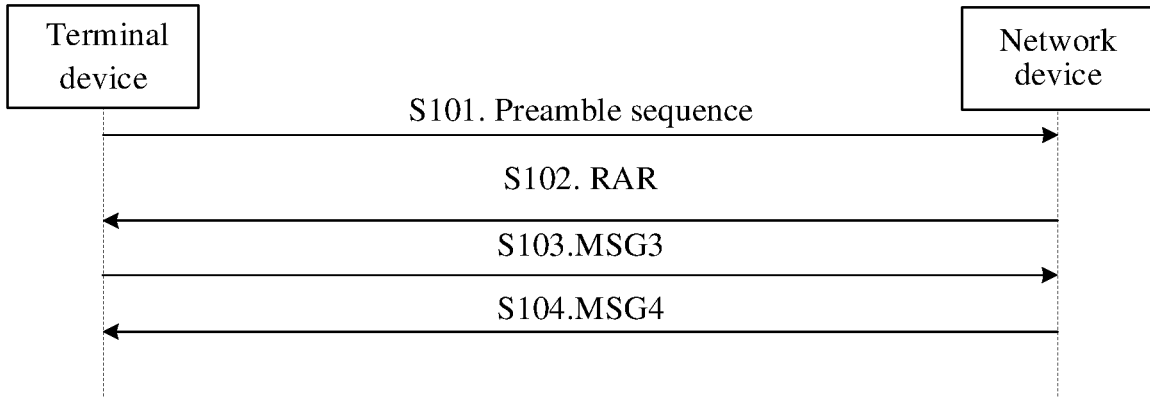 Terminal
device
Network
device
S101. Preamble sequence
S102. RAR
S103.MSG3
S104.MSG4